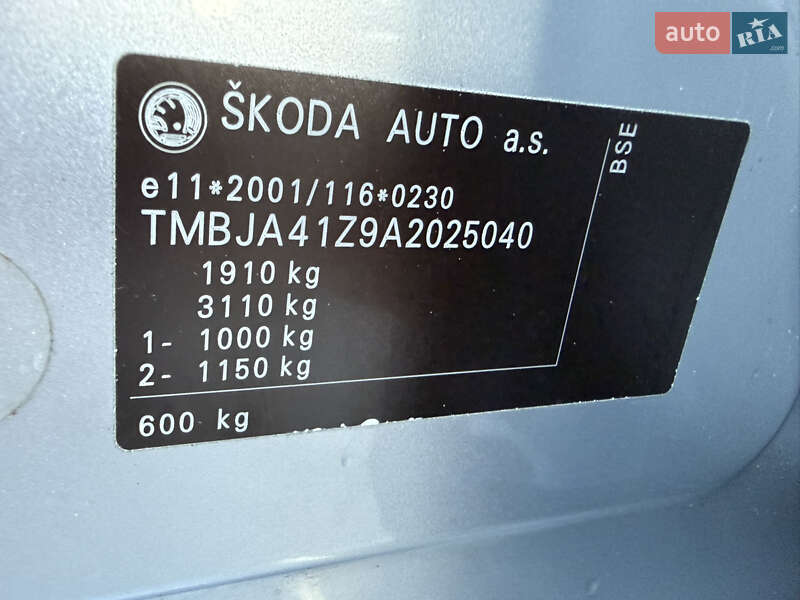 auto RIA
.com
ŠKODA AUTO a.s.
BSE
e11*2001/116*0230
TMBJA41Z9A2025040
1910 kg
3110 kg
1- 1000 kg
2- 1150 kg
600 kg